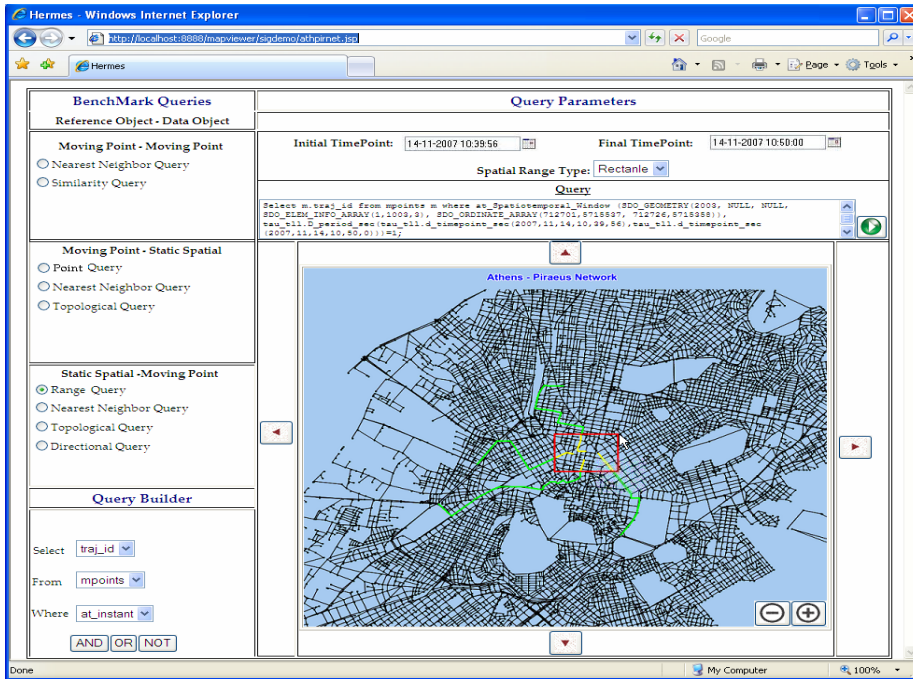 Hermes - Windows Internet Explorer
http://localhost:8888/mapviewer/sigdemo/athpirnet.jsp
Google
Hermes
Page
Tools
BenchMark Queries
Reference Object - Data Object
Moving Point - Moving Point
Nearest Neighbor Query
Similarity Query
Moving Point - Static Spatial
Point Query
Nearest Neighbor Query
Topological Query
Static Spatial -Moving Point
Range Query
Nearest Neighbor Query
Topological Query
Directional Query
Query Builder
Select traj_id
From mpoints
Where at_instant
AND OR NOT
Query Parameters
Initial TimePoint: 14-11-2007 10:39:56 Final TimePoint: 14-11-2007 10:50:00
Spatial Range Type: Rectanle
Query
Select m.traj_id from mpoints m where at_Spatiotemporal_Window (SDO_GEOMETRY(2003, NULL, NULL,
SDO_ELEM_INFO_ARRAY(1,1003,3), SDO_ORDINATE_ARRAY(712701,5715537, 712726,5715358)),
tau_tll.D_period_sec(tau_tll.d_timepoint_sec(2007,11,14,10,39,56),tau_tll.d_timepoint_sec
(2007,11,14,10,50,0)))=1;
Athens - Piraeus Network
Done
My Computer
100%